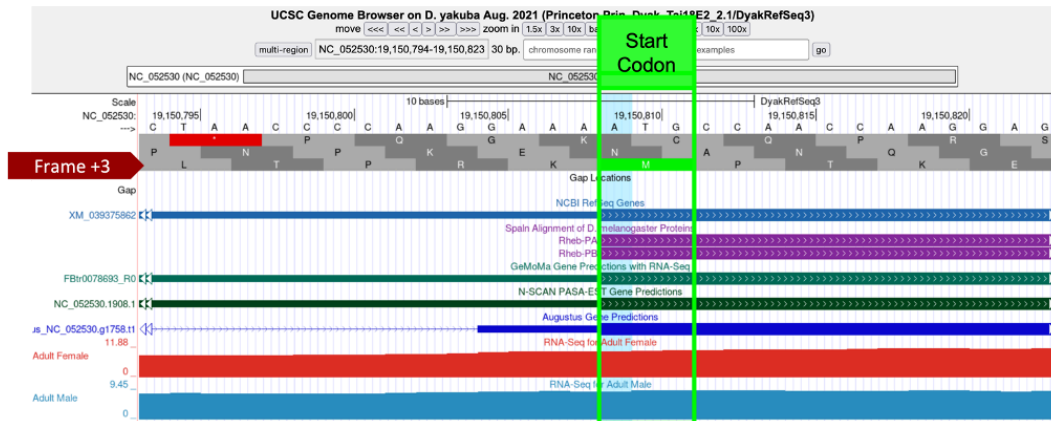 UCSC Genome Browser on D. yakuba Aug. 2021 (Princeton Prin_Dyak_Tai18E2_2.1/DyakRefSeq3)
move <<< << < > >> >>> zoom in 1.5x 3x 10x ba x 10x 100x
multi-region NC_052530:19,150,794-19,150,823 30 bp. chromosome ran examples go
Start
Codon
NC_052530 (NC_052530) NC_052530
Scale 10 bases DyakRefSeq3
NC_052530: 19,150,795 19,150,800 19,150,805 19,150,810 19,150,815 19,150,820
---> C T A C C C C A A G G A A A A T G C C A A C C A A G G A G
* P Q G K C Q P R S
P N P K E N A N Q G
L T P R K M P T K E
Frame +3
Gap Locations
Gap
NCBI RefSeq Genes
XM_039375862
Spaln Alignment of D. melanogaster Proteins
Rheb-PA
Rheb-PB
GeMoMa Gene Predictions with RNA-Seq
FBtr0078693_R0
N-SCAN PASA-EST Gene Predictions
NC_052530.1908.1
Augustus Gene Predictions
us_NC_052530.g1758.t1
11.88 _ RNA-Seq for Adult Female
Adult Female
0 _
9.45 _ RNA-Seq for Adult Male
Adult Male
0 _